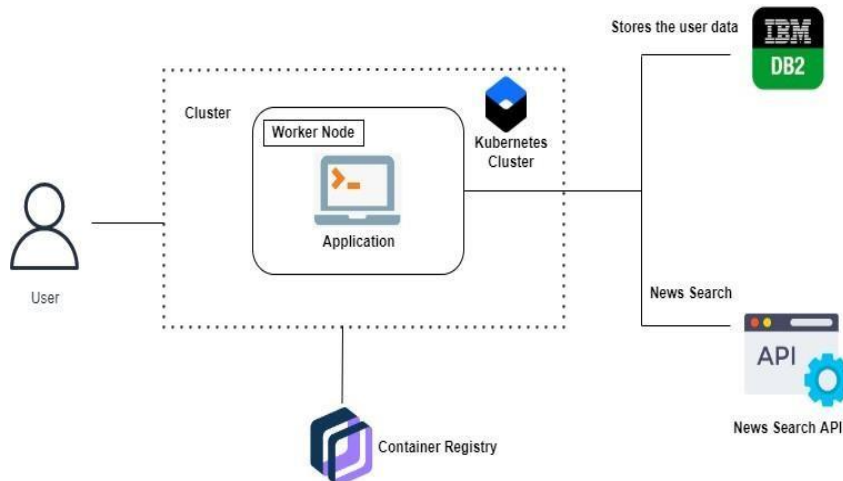 Stores the user data
IBM
DB2
Cluster
Worker Node
Kubernetes
Cluster
Application
User
News Search
API
News Search API
Container Registry